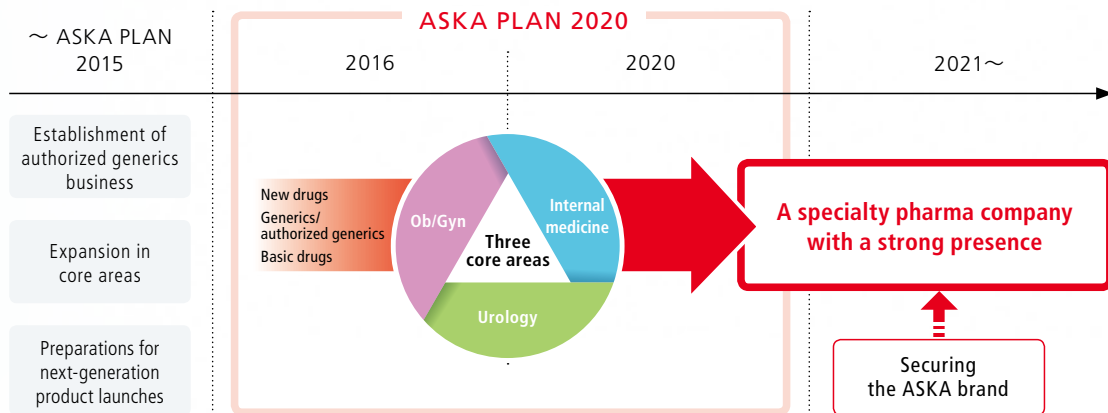 ASKA PLAN 2020
～ ASKA PLAN
2015
2016
2020
2021～
Establishment of
authorized generics
business
Expansion in
core areas
Preparations for
next-generation
product launches
New drugs
Generics/
authorized generics
Basic drugs
Ob/Gyn
Internal
medicine
Three
core areas
Urology
A specialty pharma company
with a strong presence
Securing
the ASKA brand